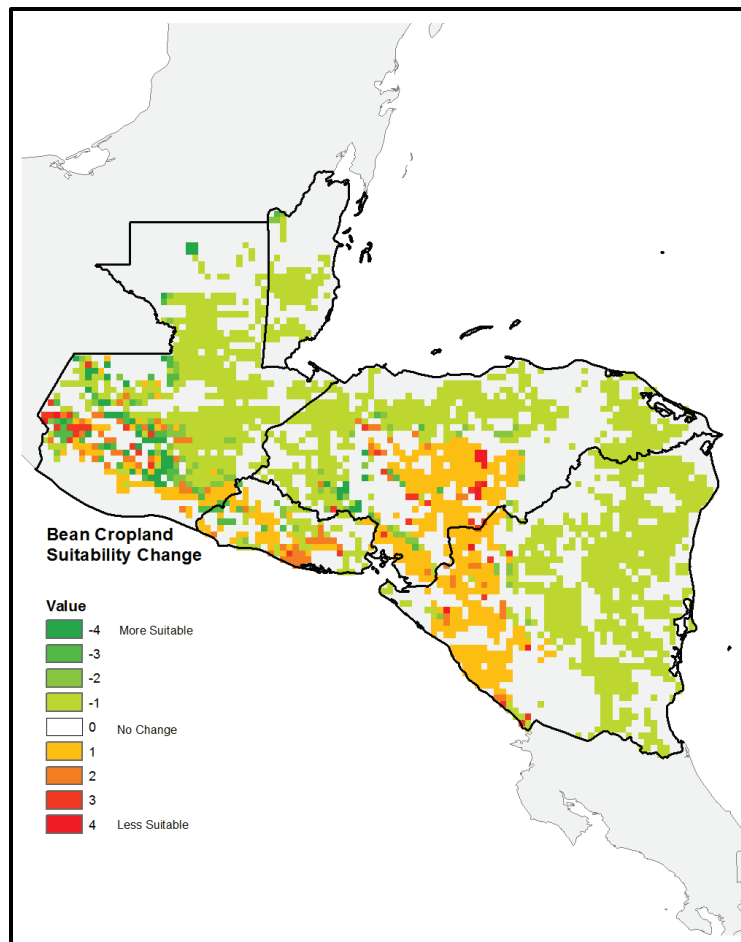 Bean Cropland
Suitability Change
Value
-4 More Suitable
-3
-2
-1
0 No Change
1
2
3
4 Less Suitable